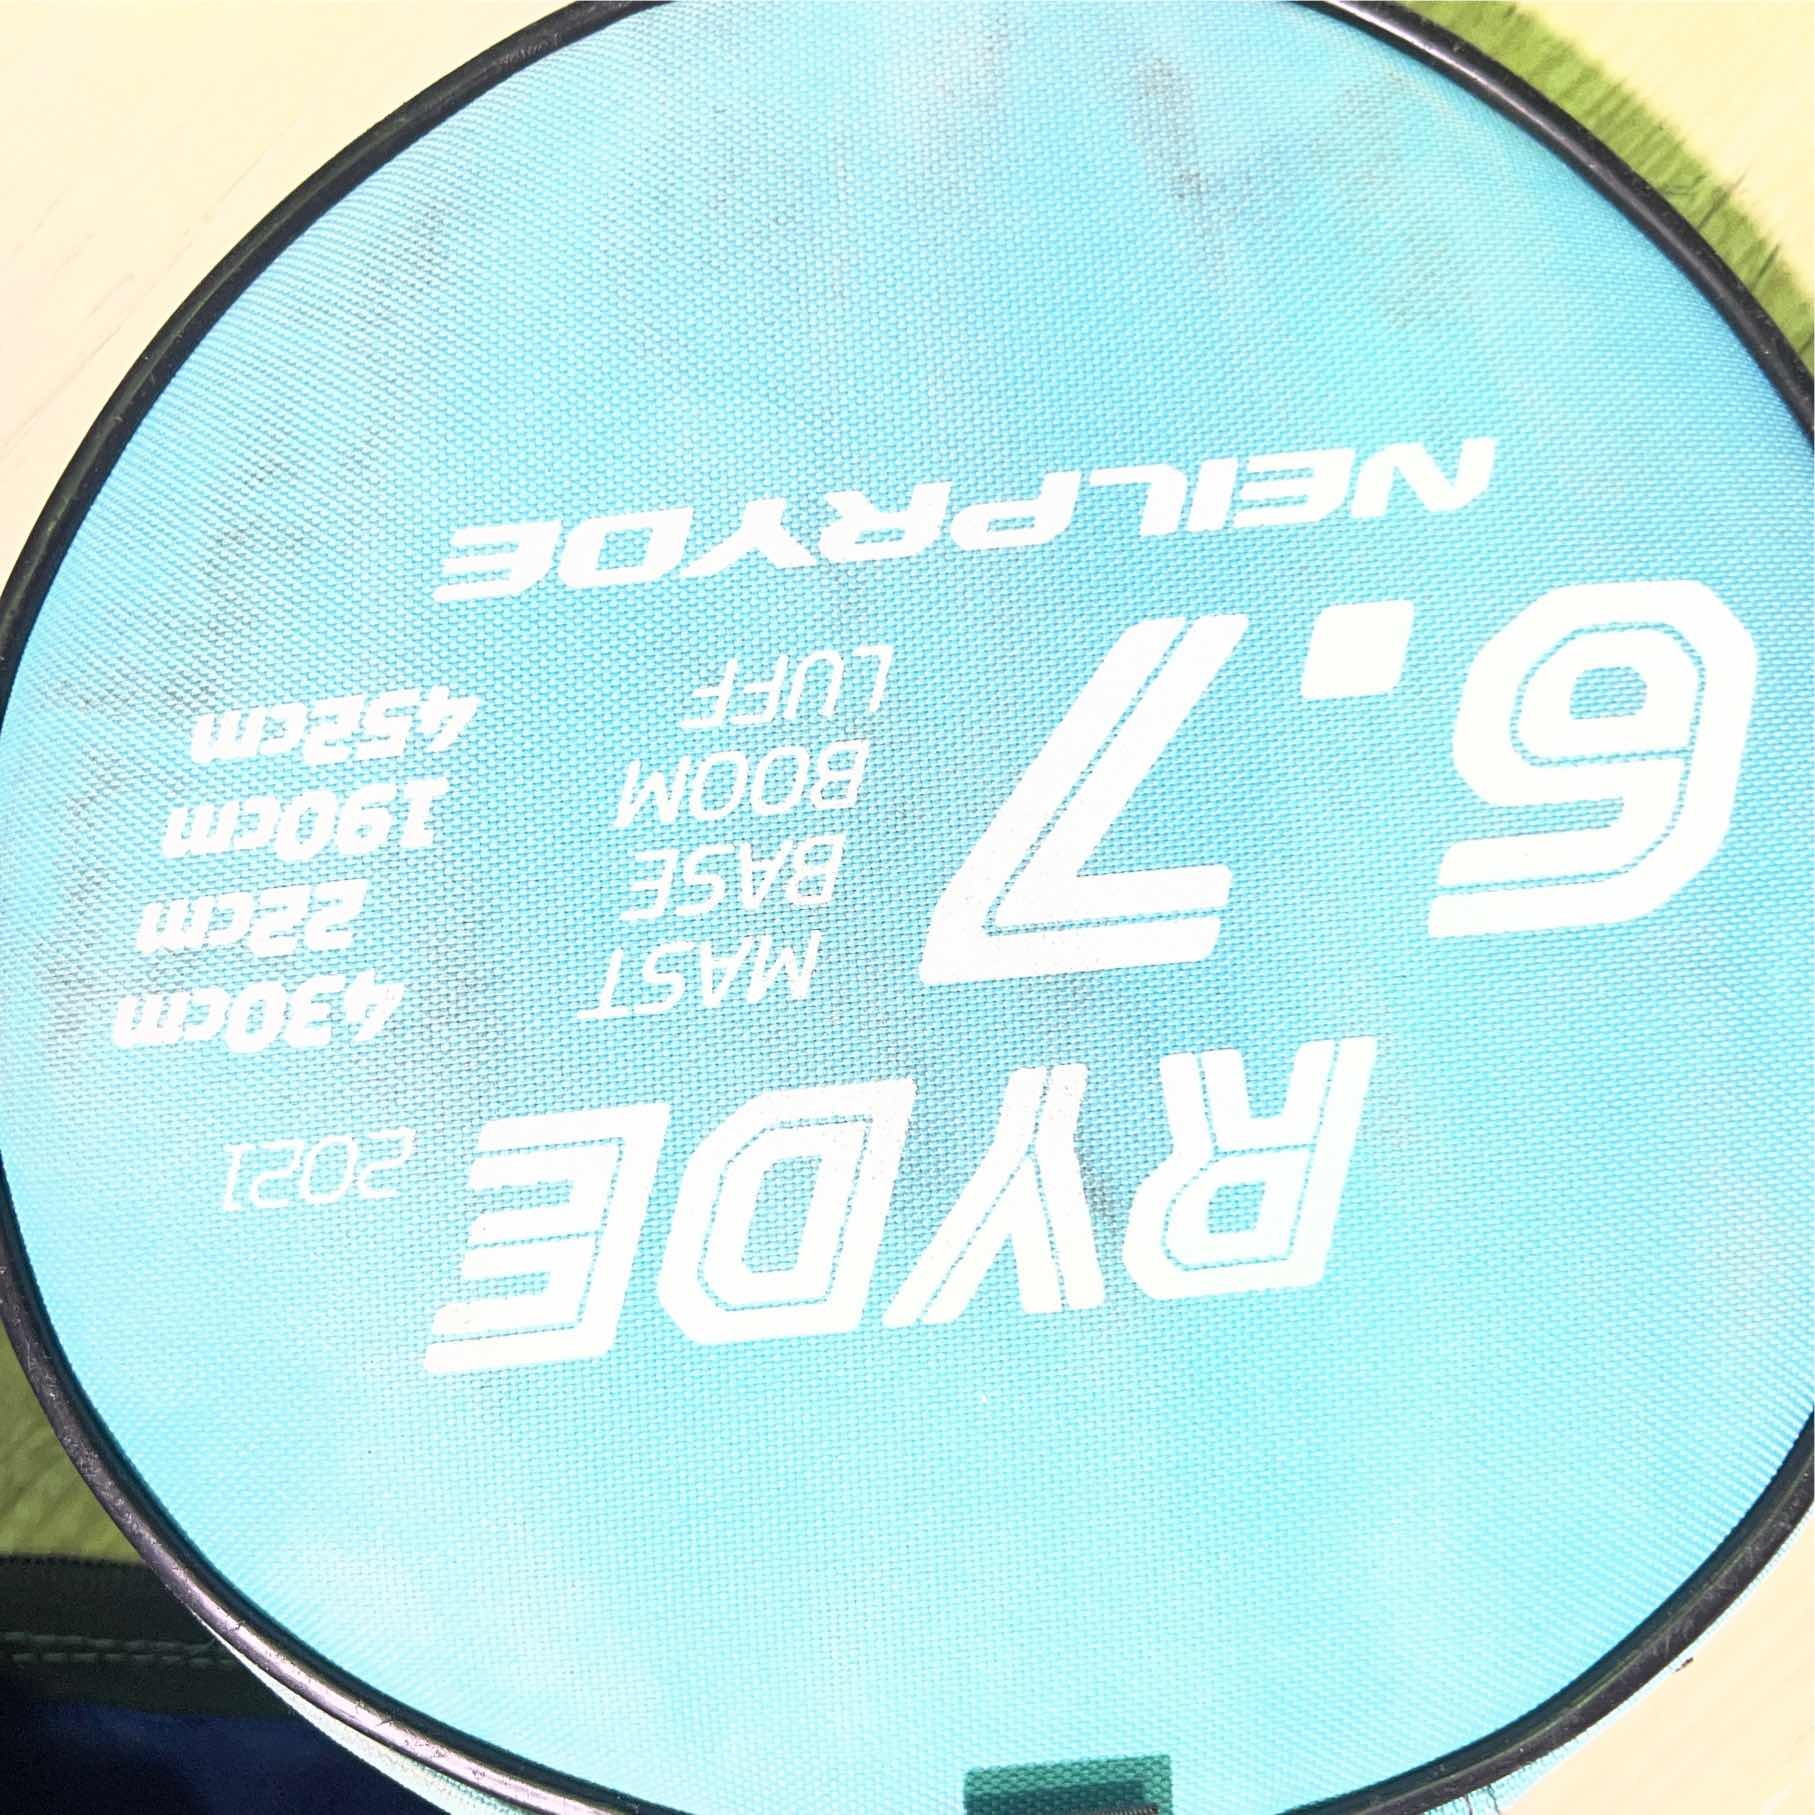 RYDE 2021
6.7
MAST 430cm
BASE 22cm
BOOM 190cm
LUFF 452cm
NEILPRYDE